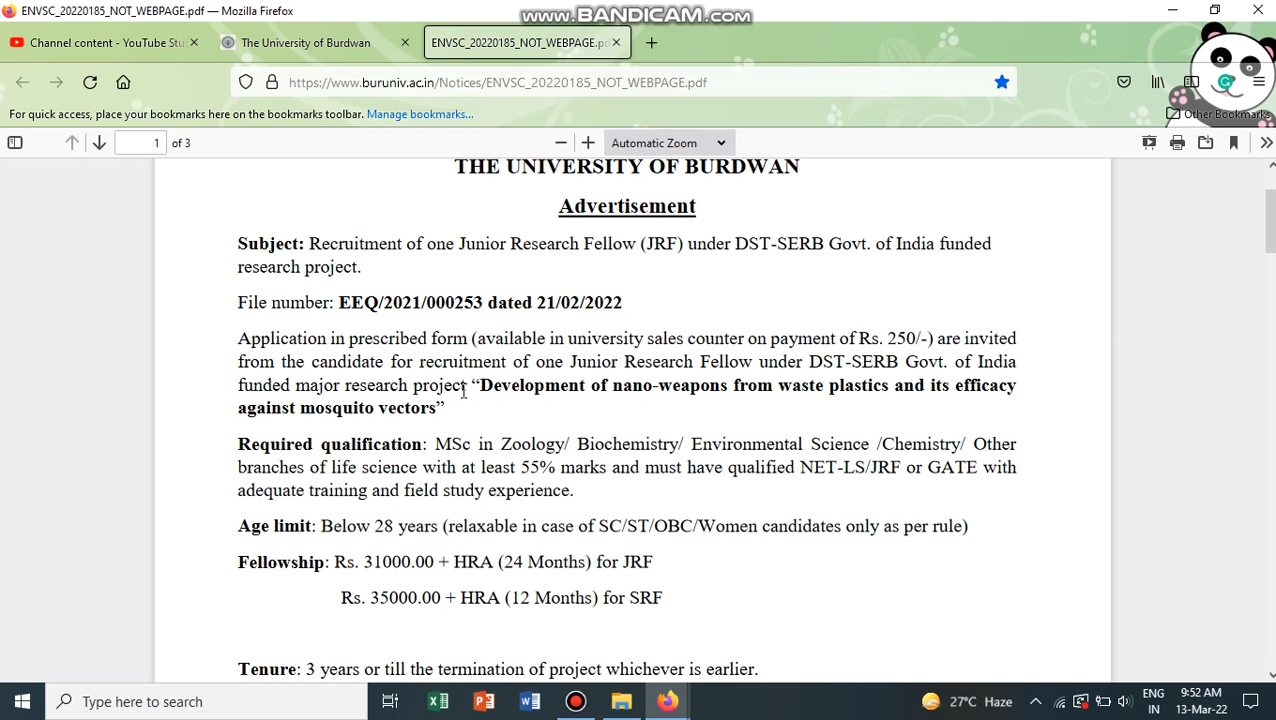 ENVSC_20220185_NOT_WEBPAGE.pdf — Mozilla Firefox
www.BANDICAM.com
Channel content - YouTube Stu
The University of Burdwan
ENVSC_20220185_NOT_WEBPAGE.pd
https://www.buruniv.ac.in/Notices/ENVSC_20220185_NOT_WEBPAGE.pdf
For quick access, place your bookmarks here on the bookmarks toolbar. Manage bookmarks...
Other Bookmarks
1 of 3
Automatic Zoom
THE UNIVERSITY OF BURDWAN
Advertisement
Subject: Recruitment of one Junior Research Fellow (JRF) under DST-SERB Govt. of India funded
research project.
File number: EEQ/2021/000253 dated 21/02/2022
Application in prescribed form (available in university sales counter on payment of Rs. 250/-) are invited
from the candidate for recruitment of one Junior Research Fellow under DST-SERB Govt. of India
funded major research project “Development of nano-weapons from waste plastics and its efficacy
against mosquito vectors”
Required qualification: MSc in Zoology/ Biochemistry/ Environmental Science /Chemistry/ Other
branches of life science with at least 55% marks and must have qualified NET-LS/JRF or GATE with
adequate training and field study experience.
Age limit: Below 28 years (relaxable in case of SC/ST/OBC/Women candidates only as per rule)
Fellowship: Rs. 31000.00 + HRA (24 Months) for JRF
Rs. 35000.00 + HRA (12 Months) for SRF
Tenure: 3 years or till the termination of project whichever is earlier.
Type here to search
27°C Haze
ENG
IN
9:52 AM
13-Mar-22